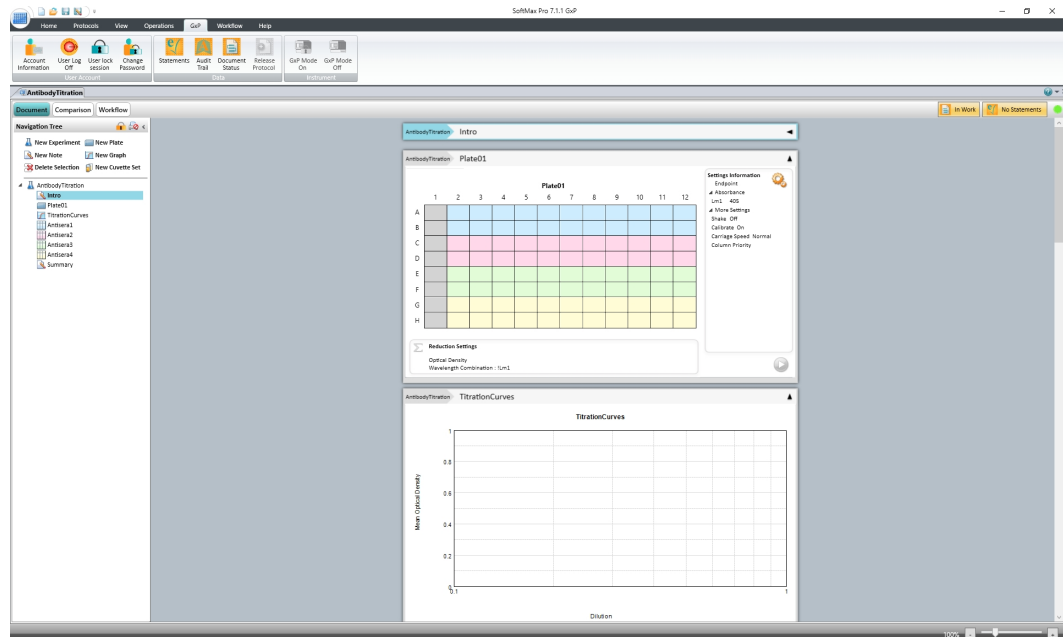 SoftMax Pro 7.1.1 GxP
Home Protocols View Operations GxP Workflow Help
Account Information
User Log Off
User lock session
Change Password
User Account
Statements
Audit Trail
Document Status
Release Protocol
Data
GxP Mode On
GxP Mode Off
Instrument
AntibodyTitration
Document Comparison Workflow
In Work
No Statements
Navigation Tree
New Experiment New Plate
New Note New Graph
Delete Selection New Cuvette Set
AntibodyTitration
Intro
Plate01
TitrationCurves
Antisera1
Antisera2
Antisera3
Antisera4
Summary
AntibodyTitration Intro
AntibodyTitration Plate01
Plate01
1 2 3 4 5 6 7 8 9 10 11 12
A
B
C
D
E
F
G
H
Settings Information
Endpoint
Absorbance
Lm1 405
More Settings
Shake Off
Calibrate On
Carriage Speed Normal
Column Priority
Reduction Settings
Optical Density
Wavelength Combination : !Lm1
AntibodyTitration TitrationCurves
TitrationCurves
Mean Optical Density
1
0.8
0.6
0.4
0.2
0
0.1 1
Dilution
100%